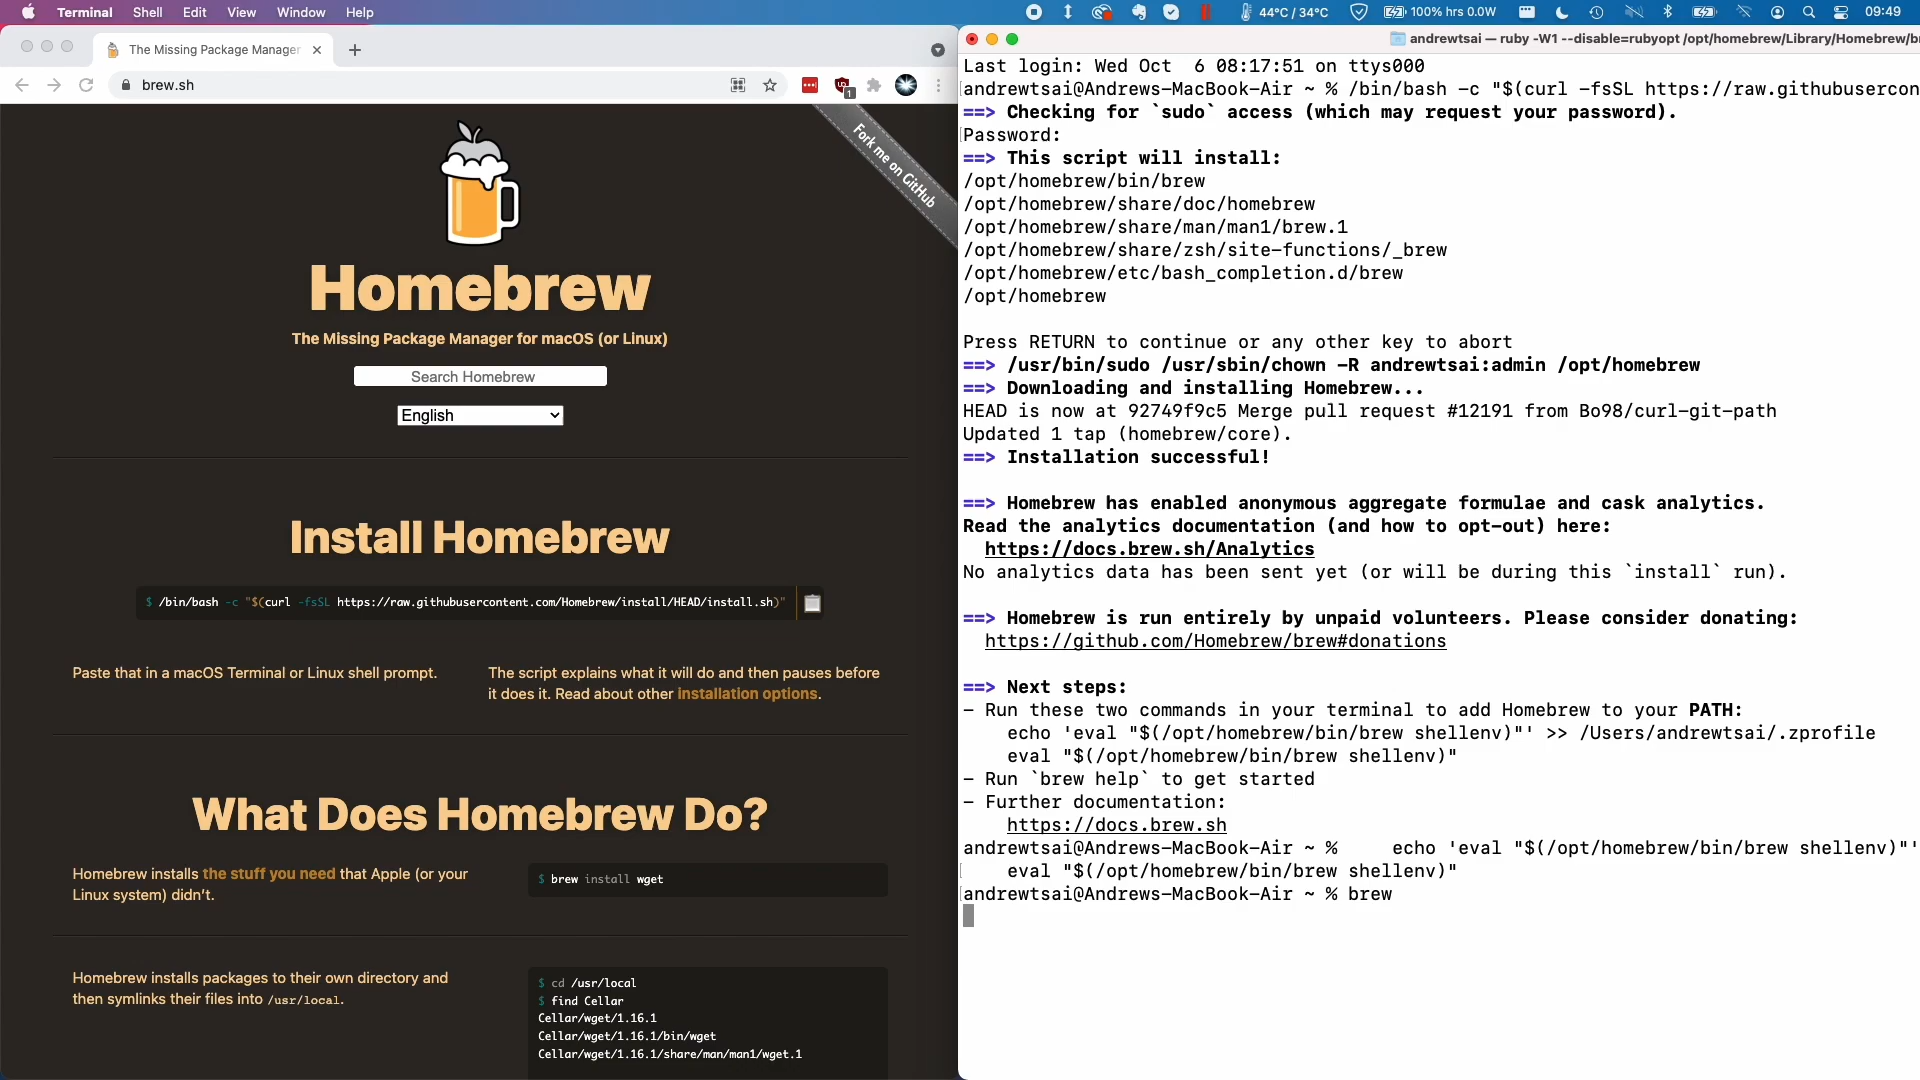 Terminal Shell Edit View Window Help
44°C / 34°C 100% hrs 0.0W 09:49
The Missing Package Manager
brew.sh
1
Fork me on GitHub
Homebrew
The Missing Package Manager for macOS (or Linux)
Search Homebrew
English
Install Homebrew
$ /bin/bash -c "$(curl -fsSL https://raw.githubusercontent.com/Homebrew/install/HEAD/install.sh)"
Paste that in a macOS Terminal or Linux shell prompt.
The script explains what it will do and then pauses before
it does it. Read about other installation options.
What Does Homebrew Do?
Homebrew installs the stuff you need that Apple (or your
Linux system) didn't.
$ brew install wget
Homebrew installs packages to their own directory and
then symlinks their files into /usr/local.
$ cd /usr/local
$ find Cellar
Cellar/wget/1.16.1
Cellar/wget/1.16.1/bin/wget
Cellar/wget/1.16.1/share/man/man1/wget.1
andrewtsai — ruby -W1 --disable=rubyopt /opt/homebrew/Library/Homebrew/br
Last login: Wed Oct  6 08:17:51 on ttys000
[andrewtsai@Andrews-MacBook-Air ~ % /bin/bash -c "$(curl -fsSL https://raw.githubusercon
==> Checking for `sudo` access (which may request your password).
[Password:
==> This script will install:
/opt/homebrew/bin/brew
/opt/homebrew/share/doc/homebrew
/opt/homebrew/share/man/man1/brew.1
/opt/homebrew/share/zsh/site-functions/_brew
/opt/homebrew/etc/bash_completion.d/brew
/opt/homebrew
Press RETURN to continue or any other key to abort
==> /usr/bin/sudo /usr/sbin/chown -R andrewtsai:admin /opt/homebrew
==> Downloading and installing Homebrew...
HEAD is now at 92749f9c5 Merge pull request #12191 from Bo98/curl-git-path
Updated 1 tap (homebrew/core).
==> Installation successful!
==> Homebrew has enabled anonymous aggregate formulae and cask analytics.
Read the analytics documentation (and how to opt-out) here:
https://docs.brew.sh/Analytics
No analytics data has been sent yet (or will be during this `install` run).
==> Homebrew is run entirely by unpaid volunteers. Please consider donating:
https://github.com/Homebrew/brew#donations
==> Next steps:
- Run these two commands in your terminal to add Homebrew to your PATH:
echo 'eval "$(/opt/homebrew/bin/brew shellenv)"' >> /Users/andrewtsai/.zprofile
eval "$(/opt/homebrew/bin/brew shellenv)"
- Run `brew help` to get started
- Further documentation:
https://docs.brew.sh
andrewtsai@Andrews-MacBook-Air ~ %     echo 'eval "$(/opt/homebrew/bin/brew shellenv)"'
[    eval "$(/opt/homebrew/bin/brew shellenv)"
[andrewtsai@Andrews-MacBook-Air ~ % brew